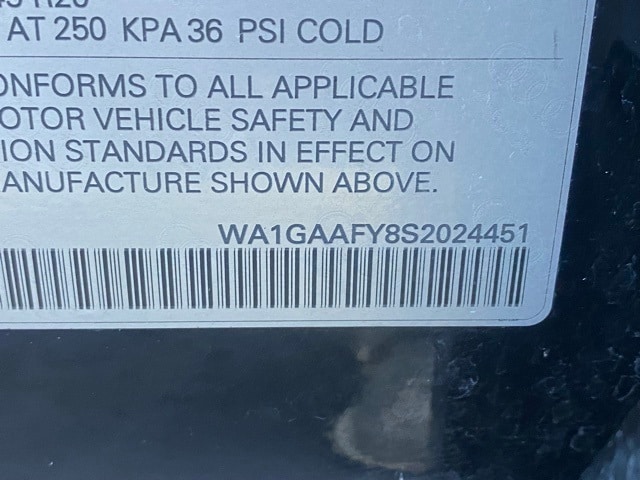 R20
AT 250 KPA 36 PSI COLD
ONFORMS TO ALL APPLICABLE
OTOR VEHICLE SAFETY AND
ION STANDARDS IN EFFECT ON
ANUFACTURE SHOWN ABOVE.
WA1GAAFY8S2024451